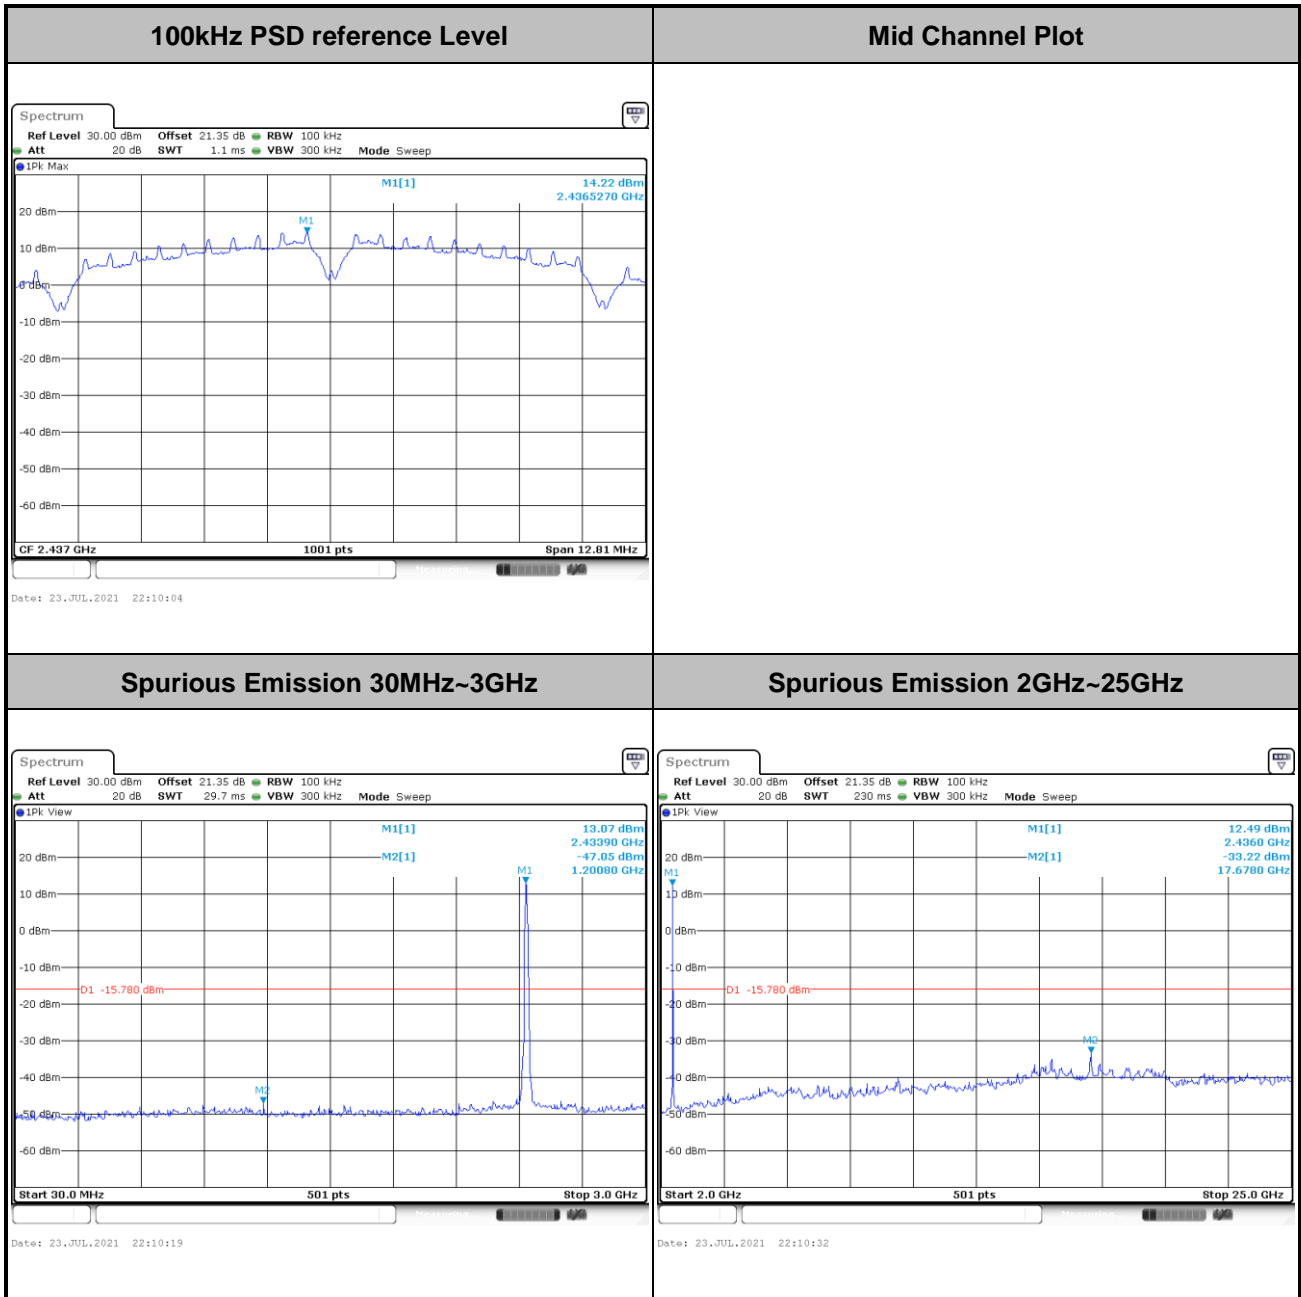 100kHz PSD reference Level
Mid Channel Plot
Spectrum
Ref Level 30.00 dBm Offset 21.35 dB RBW 100 kHz
Att 20 dB SWT 1.1 ms VBW 300 kHz Mode Sweep
1Pk Max
M1[1] 14.22 dBm
2.4365270 GHz
20 dBm
M1
10 dBm
0 dBm
-10 dBm
-20 dBm
-30 dBm
-40 dBm
-50 dBm
-60 dBm
CF 2.437 GHz 1001 pts Span 12.81 MHz
Measuring...
Date: 23.JUL.2021 22:10:04
Spurious Emission 30MHz~3GHz
Spurious Emission 2GHz~25GHz
Spectrum
Ref Level 30.00 dBm Offset 21.35 dB RBW 100 kHz
Att 20 dB SWT 29.7 ms VBW 300 kHz Mode Sweep
1Pk View
M1[1] 13.07 dBm
2.43390 GHz
20 dBm
M2[1] -47.05 dBm
M1 1.20080 GHz
10 dBm
0 dBm
-10 dBm
D1 -15.780 dBm
-20 dBm
-30 dBm
-40 dBm
M2
-50 dBm
-60 dBm
Start 30.0 MHz 501 pts Stop 3.0 GHz
Measuring...
Date: 23.JUL.2021 22:10:19
Spectrum
Ref Level 30.00 dBm Offset 21.35 dB RBW 100 kHz
Att 20 dB SWT 230 ms VBW 300 kHz Mode Sweep
1Pk View
M1[1] 12.49 dBm
2.4360 GHz
20 dBm
M2[1] -33.22 dBm
M1 17.6780 GHz
10 dBm
0 dBm
-10 dBm
D1 -15.780 dBm
-20 dBm
-30 dBm
M2
-40 dBm
-50 dBm
-60 dBm
Start 2.0 GHz 501 pts Stop 25.0 GHz
Measuring...
Date: 23.JUL.2021 22:10:32